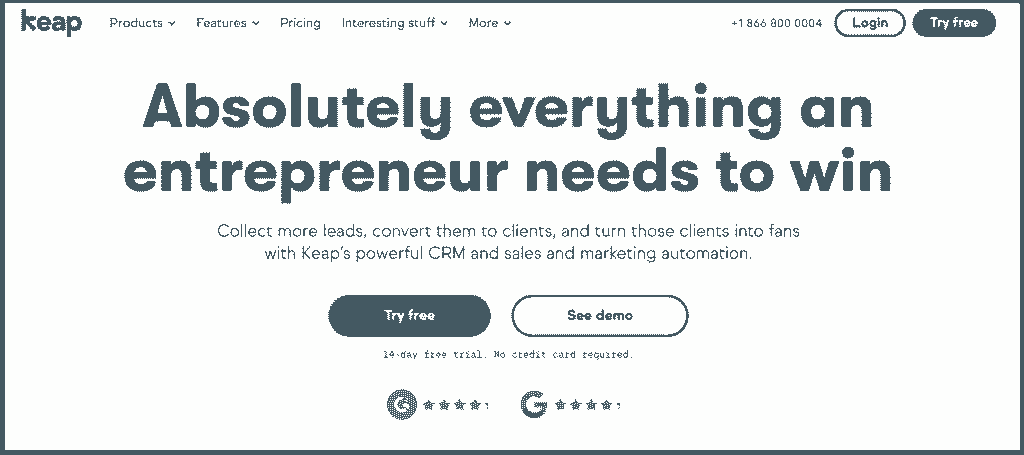 keap Products Features Pricing Interesting stuff More +1 866 800 0004 Login Try free
Absolutely everything an
entrepreneur needs to win
Collect more leads, convert them to clients, and turn those clients into fans
with Keap's powerful CRM and sales and marketing automation.
Try free See demo
14-day free trial. No credit card required.
G G